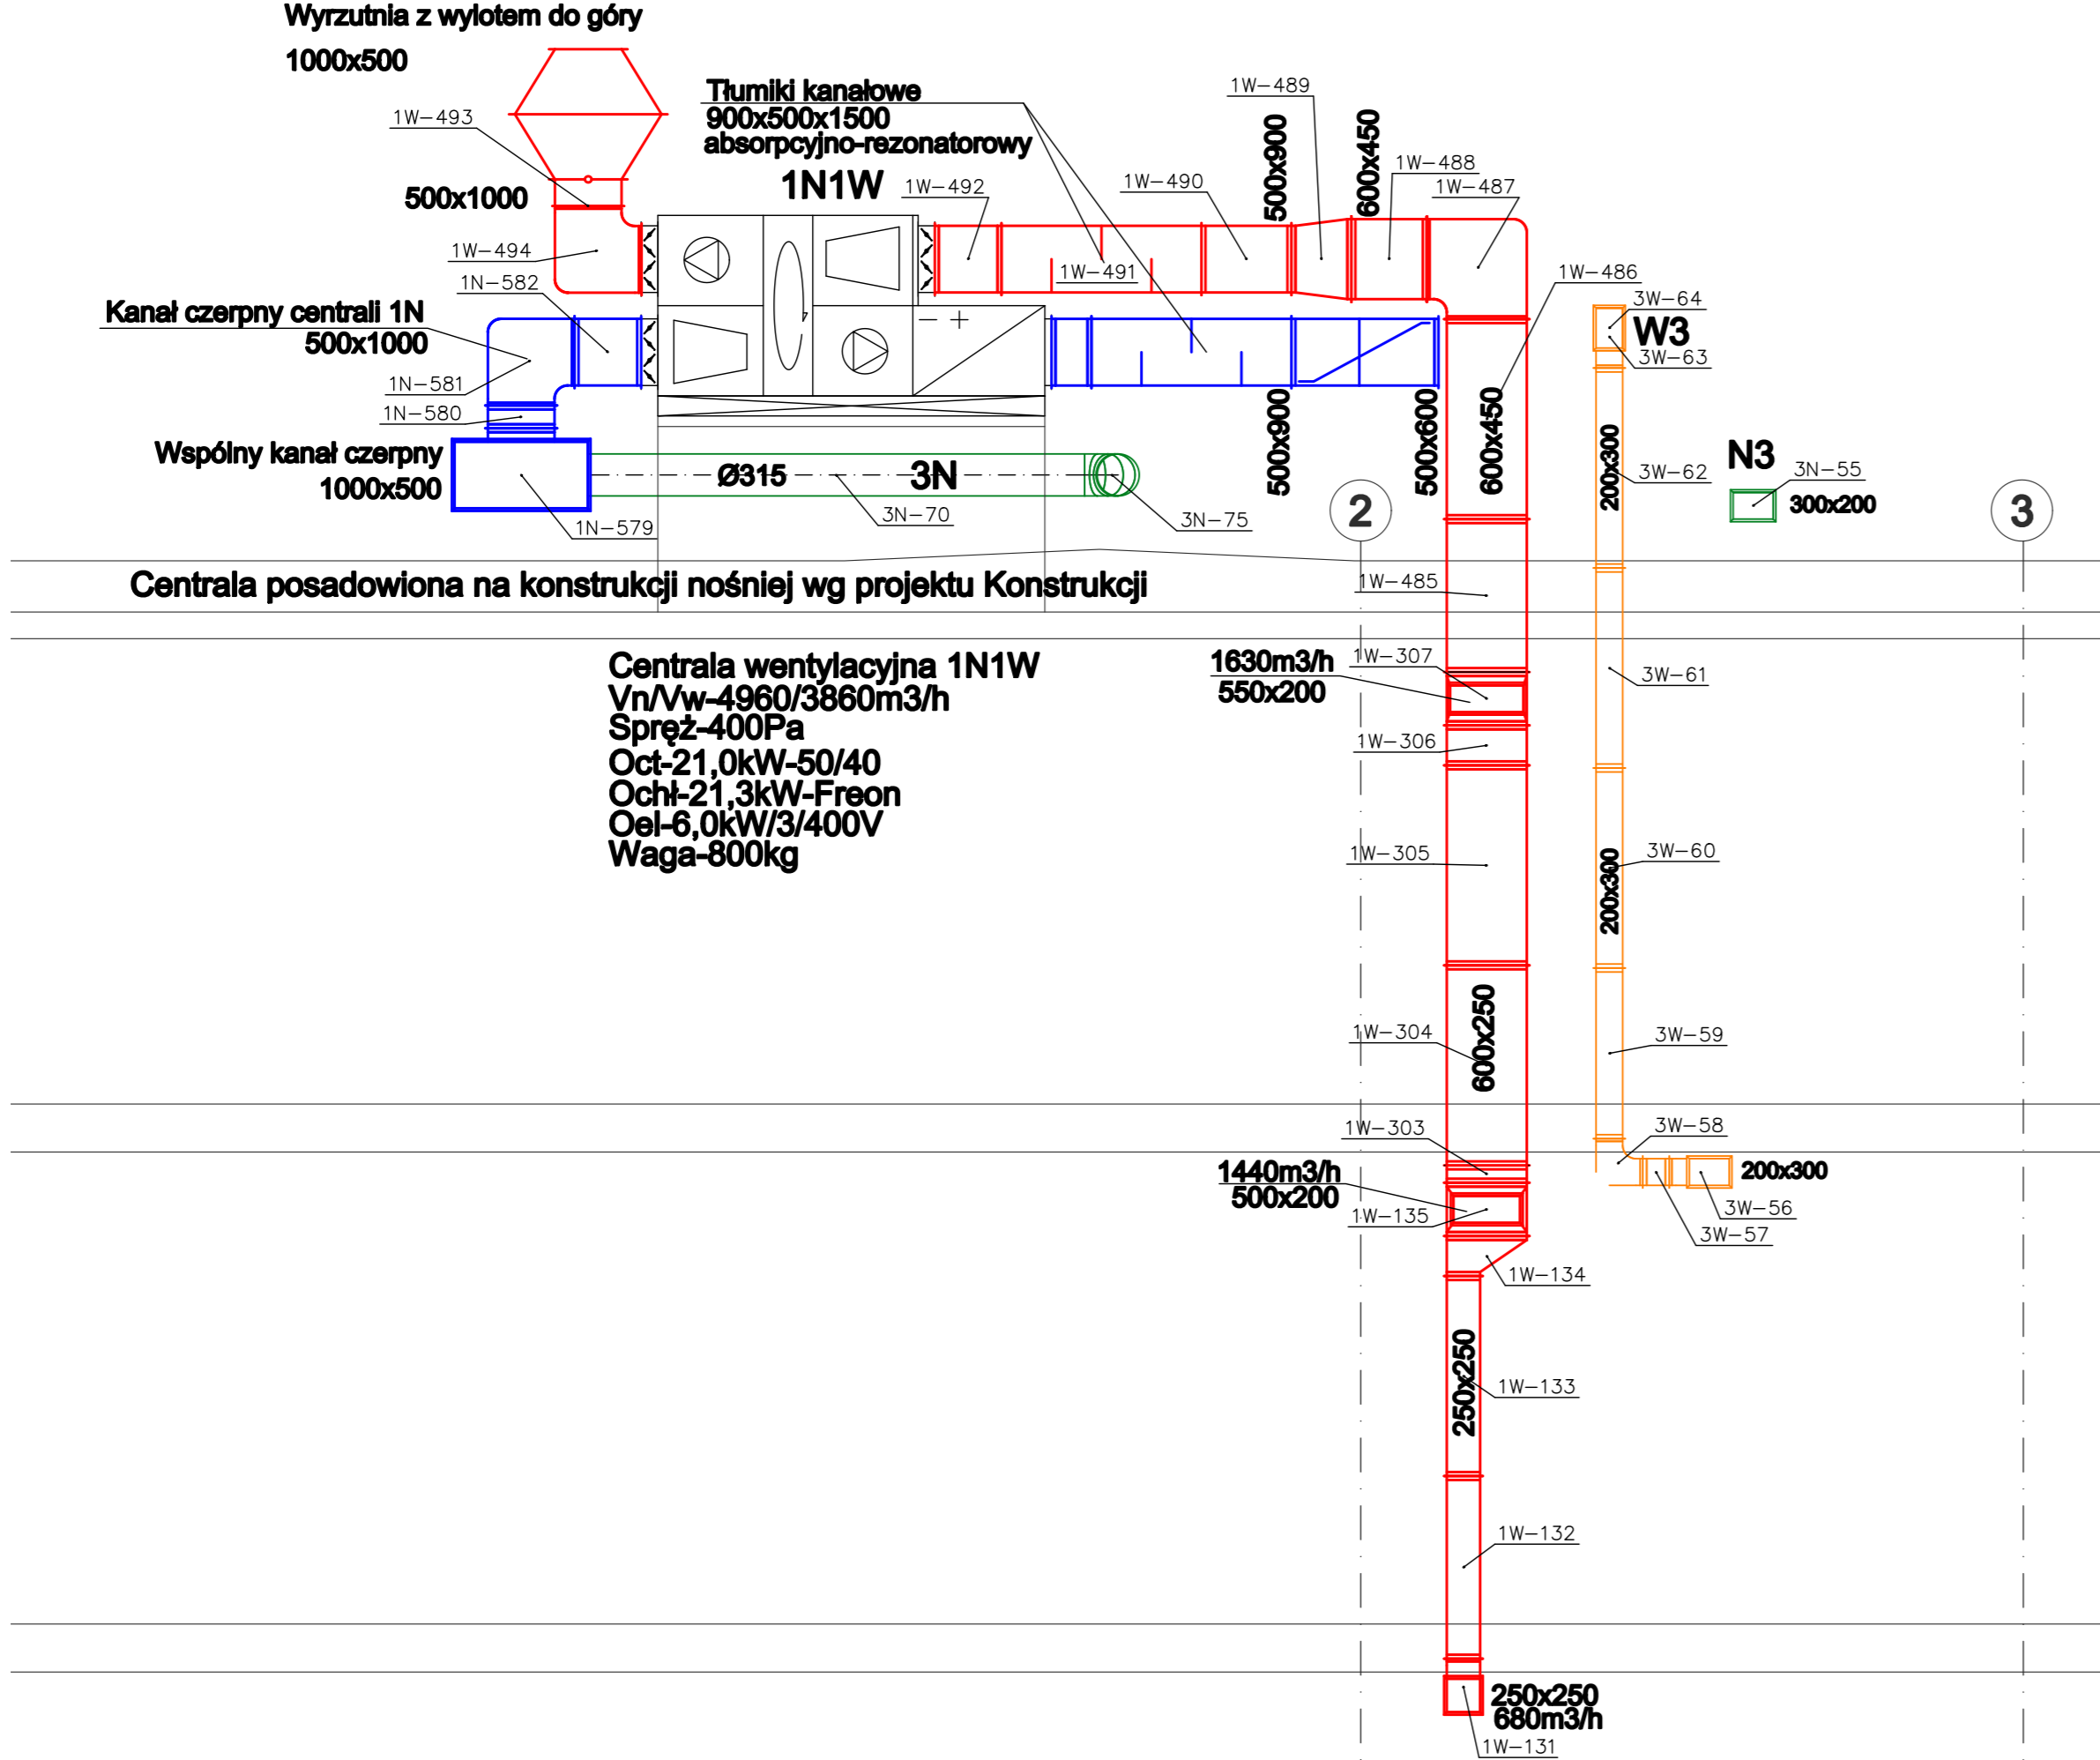 Wyrzutnia z wylotem do góry
1000x500
1W-493
500x1000
1W-494
1N-582
Kanał czerpny centrali 1N
500x1000
1N-581
1N-580
Wspólny kanał czerpny
1000x500
1N-579
Tłumiki kanałowe
900x500x1500
absorpcyjno-rezonatorowy
1N1W
1W-492
1W-491
1W-490
1W-489
500x900
600x450
1W-488
1W-487
1W-486
- +
Ø315
3N
3N-70
3N-75
500x900
500x600
600x450
3W-64
W3
3W-63
200x300
3W-62
N3
3N-55
300x200
2
3
Centrala posadowiona na konstrukcji nośniej wg projektu Konstrukcji
1W-485
Centrala wentylacyjna 1N1W
Vn/Vw-4960/3860m3/h
Spręż-400Pa
Oct-21,0kW-50/40
Ochł-21,3kW-Freon
Oel-6,0kW/3/400V
Waga-800kg
1630m3/h
550x200
1W-307
3W-61
1W-306
1W-305
200x300
3W-60
1W-304
600x250
3W-59
1W-303
3W-58
1440m3/h
500x200
1W-135
200x300
3W-56
3W-57
1W-134
250x250
1W-133
1W-132
250x250
680m3/h
1W-131